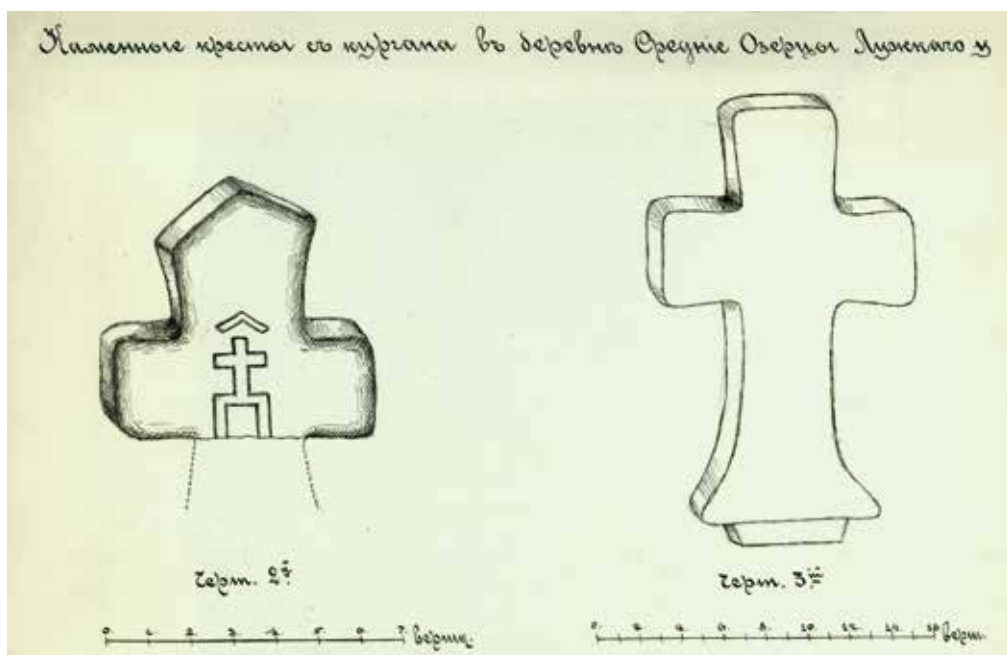 Каменные кресты съ кургана въ деревнѣ Средніе Озерцы Лужскаго у
Черт. 2й
Черт. 3ій
0 1 2 3 4 5 6 7 вершк.
0 2 4 6 8 10 12 14 16 верш.